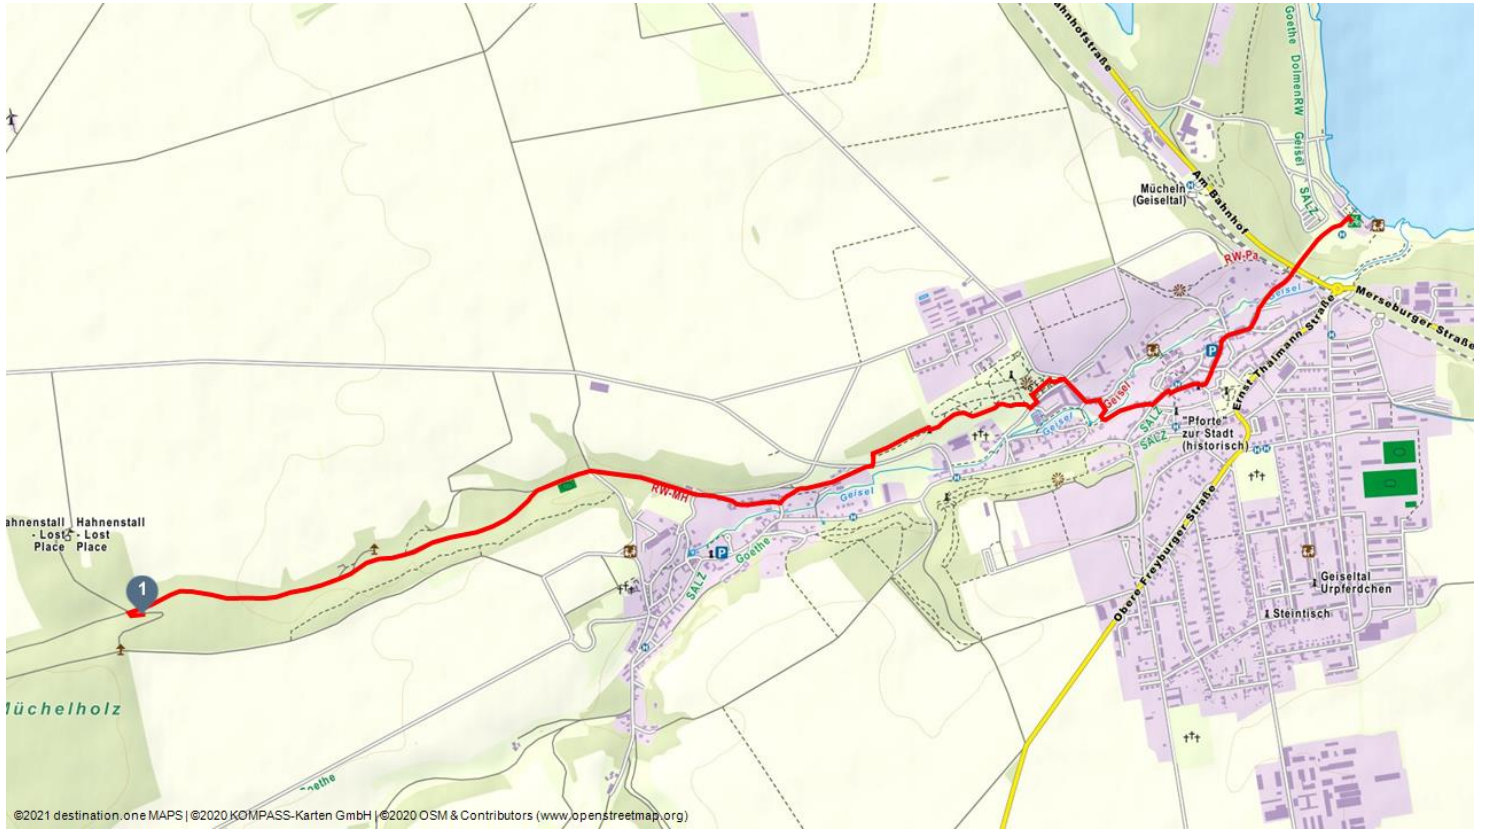 ahnhofstraße
Goethe DolmenRW Geisel
SALZ
Am Bahnhof
Mücheln
(Geiseltal)
H
H
RW-Pa
Geisel
Merseburger Straße
H
P
Ernst Thälmann Straße
Geisel
H
Geisel
SALZ
SALZ
H
"Pforte"
zur Stadt
(historisch)
H H
H
RW-MH
Geisel
H
Obere Freyburger Straße
ahnenstall
- Lost
Place
Hahnenstall
- Lost
Place
P
Goethe
SALZ
1
Geiseltal
Urpferdchen
Steintisch
H
Müchelholz
Goethe
©2021 destination.one MAPS | ©2020 KOMPASS-Karten GmbH | ©2020 OSM & Contributors (www.openstreetmap.org)